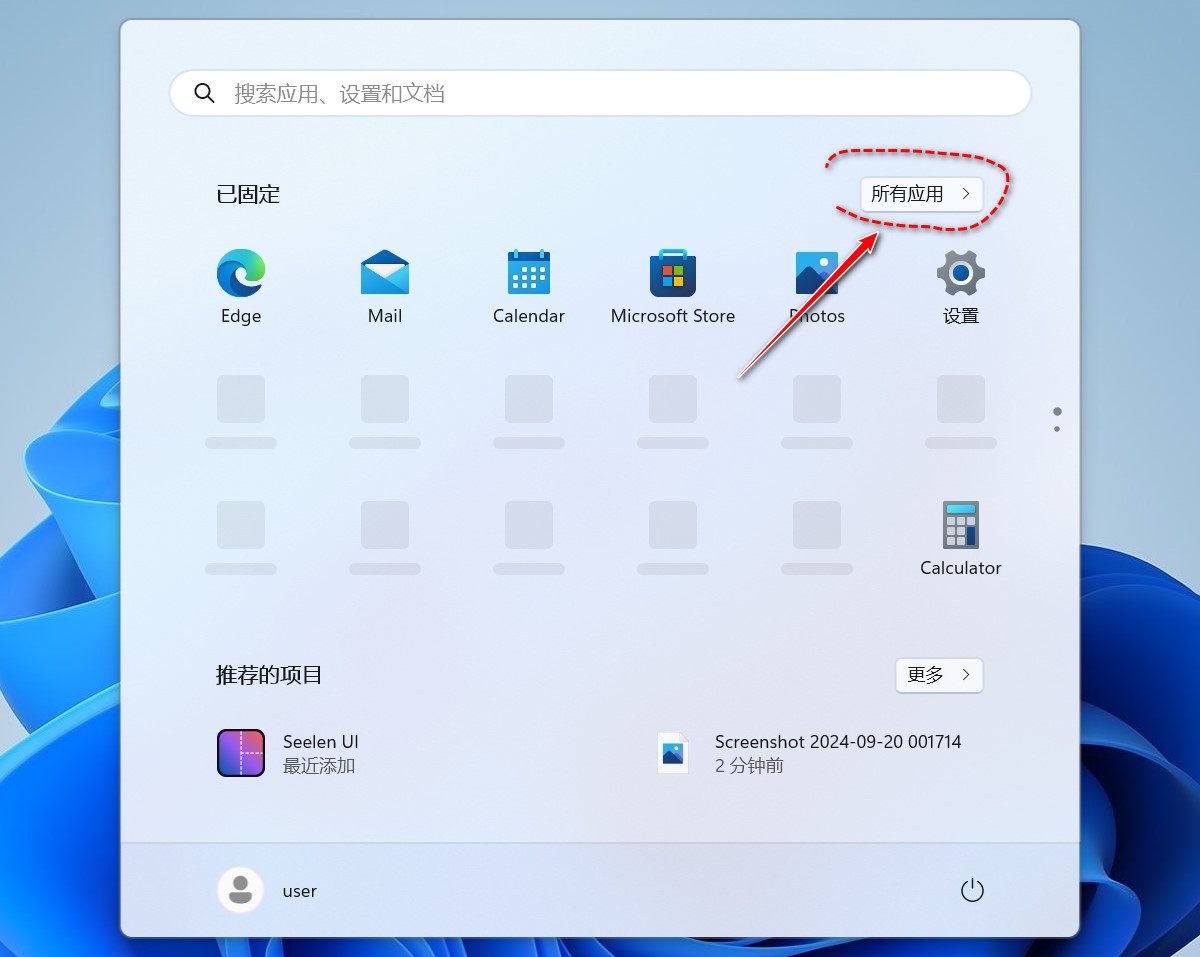 搜索应用、设置和文档
已固定
所有应用
Edge
Mail
Calendar
Microsoft Store
Photos
设置
Calculator
推荐的项目
更多
Seelen UI
最近添加
Screenshot 2024-09-20 001714
2 分钟前
user